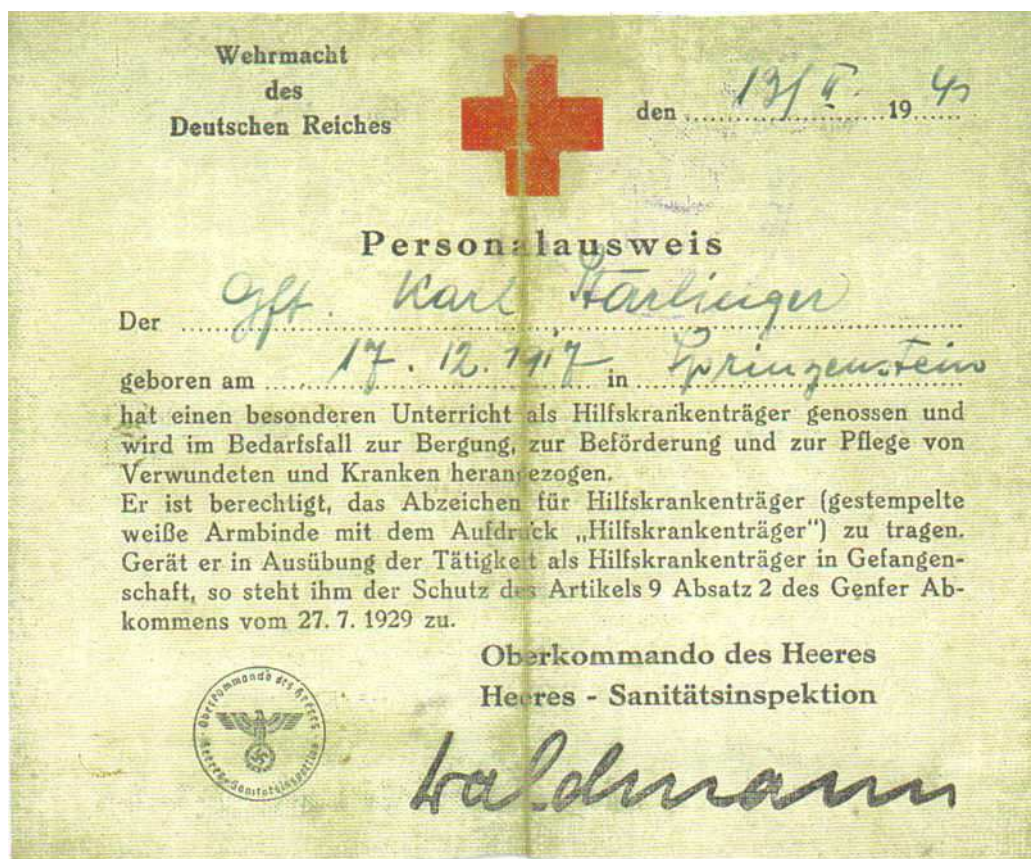 Wehrmacht
des
Deutschen Reiches
den 13/ II. 19 40
Personalausweis
Der Gft. Karl Starlinger
geboren am 17. 12. 1917 in Sprinzenstein
hat einen besonderen Unterricht als Hilfskrankenträger genossen und
wird im Bedarfsfall zur Bergung, zur Beförderung und zur Pflege von
Verwundeten und Kranken herangezogen.
Er ist berechtigt, das Abzeichen für Hilfskrankenträger (gestempelte
weiße Armbinde mit dem Aufdruck „Hilfskrankenträger") zu tragen.
Gerät er in Ausübung der Tätigkeit als Hilfskrankenträger in Gefangen-
schaft, so steht ihm der Schutz des Artikels 9 Absatz 2 des Genfer Ab-
kommens vom 27. 7. 1929 zu.
Oberkommando des Heeres
Heeres - Sanitätsinspektion
Oberkommando des Heeres
Heeres-Sanitätsinspektion
Waldmann